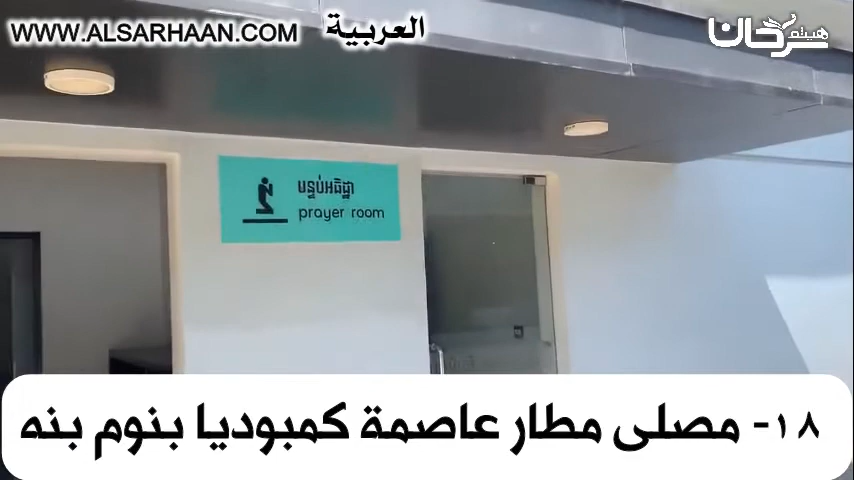 WWW.ALSARHAAN.COM العربية
هيثم سرحان
បន្ទប់អធិដ្ឋា
prayer room
١٨- مصلى مطار عاصمة كمبوديا بنوم بنه